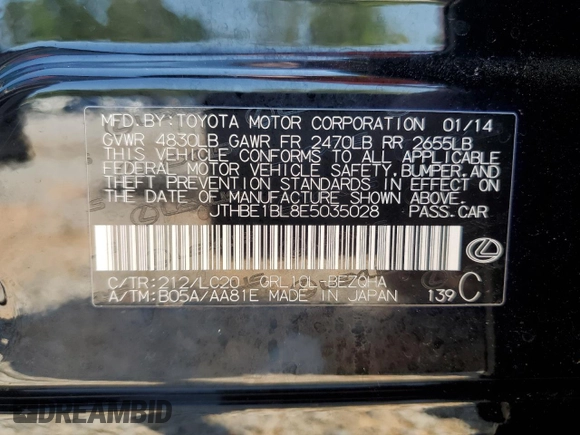 MFD. BY: TOYOTA MOTOR CORPORATION 01/14
GVWR 4830LB GAWR FR 2470LB RR 2655LB
THIS VEHICLE CONFORMS TO ALL APPLICABLE
FEDERAL MOTOR VEHICLE SAFETY, BUMPER, AND
THEFT PREVENTION STANDARDS IN EFFECT ON
THE DATE OF MANUFACTURE SHOWN ABOVE.
JTHBE1BL8E5035028 PASS. CAR
C/TR: 212/LC20 GRL10L-BEZQHA
A/TM: B05A/AA81E MADE IN JAPAN 139 C
DREAMBID